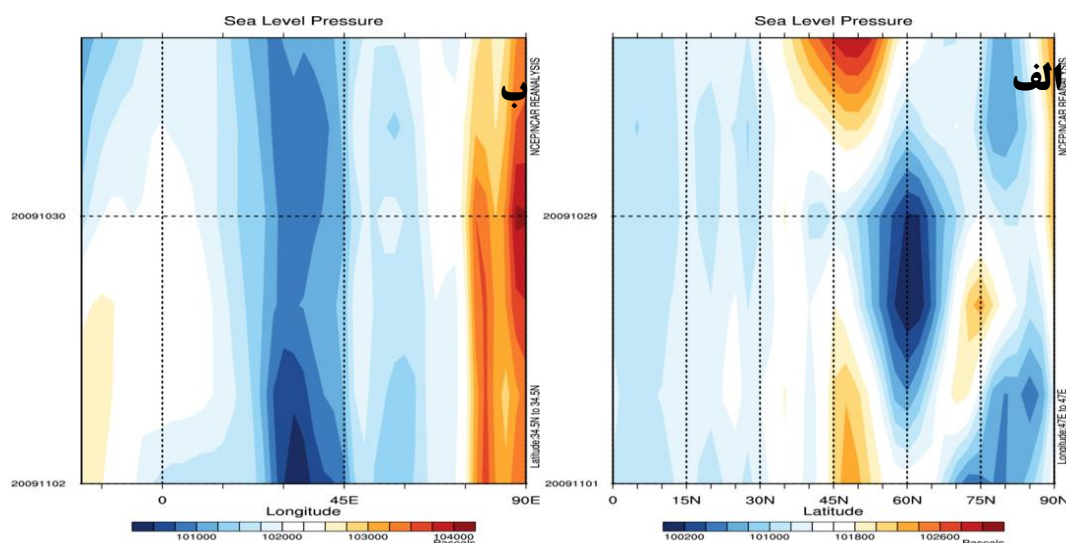 Sea Level Pressure
ب
NCEP/NCAR REANALYSIS
20091030
Latitude:34.5N to 34.5N
20091102
0 45E 90E
Longitude
101000 102000 103000 104000
Pascals
Sea Level Pressure
الف
NCEP/NCAR REANALYSIS
20091029
Longitude:47E to 47E
20091101
0 15N 30N 45N 60N 75N 90N
Latitude
100200 101000 101800 102600
Pascals